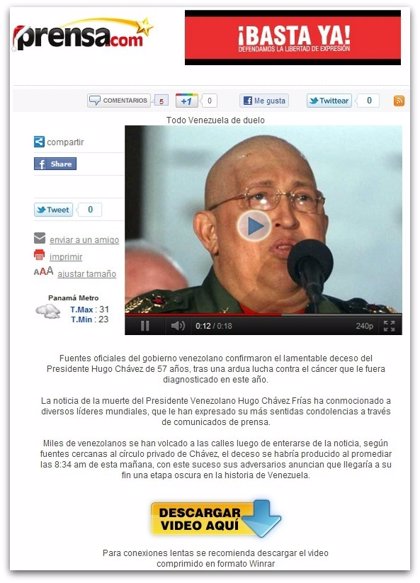 prensa.com
¡BASTA YA!
DEFENDAMOS LA LIBERTAD DE EXPRESIÓN
COMENTARIOS 5 +1 0 Me gusta Twittear 0
Todo Venezuela de duelo
compartir
Share
Tweet 0
enviar a un amigo
imprimir
AAA ajustar tamaño
Panamá Metro
T.Max : 31
T.Min : 23
0:12 / 0:18 240p
Fuentes oficiales del gobierno venezolano confirmaron el lamentable deceso del
Presidente Hugo Chávez de 57 años, tras una ardua lucha contra el cáncer que le fuera
diagnosticado en este año.
La noticia de la muerte del Presidente Venezolano Hugo Chávez Frías ha conmocionado a
diversos líderes mundiales, que le han expresado su más sentidas condolencias a través
de comunicados de prensa.
Miles de venezolanos se han volcado a las calles luego de enterarse de la noticia, según
fuentes cercanas al círculo privado de Chávez, el deceso se habría producido al promediar
las 8:34 am de esta mañana, con este suceso sus adversarios anuncian que llegaría a su
fin una etapa oscura en la historia de Venezuela.
DESCARGAR
VIDEO AQUÍ
Para conexiones lentas se recomienda descargar el video
comprimido en formato Winrar